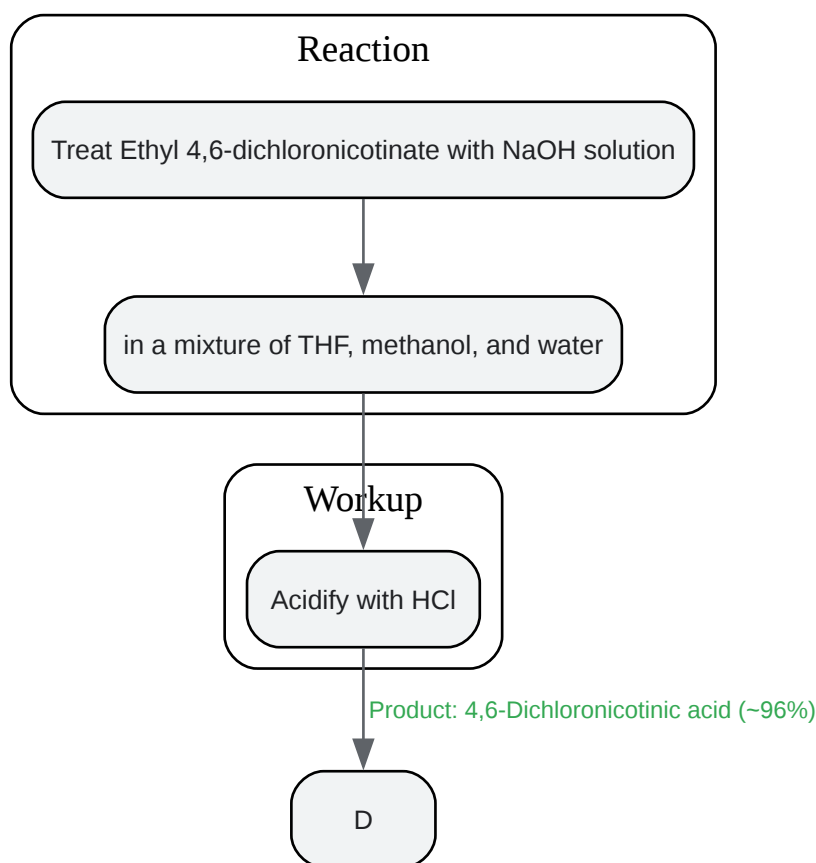 Reaction
Treat Ethyl 4,6-dichloronicotinate with NaOH solution
in a mixture of THF, methanol, and water
Workup
Acidify with HCl
Product: 4,6-Dichloronicotinic acid (~96%)
D